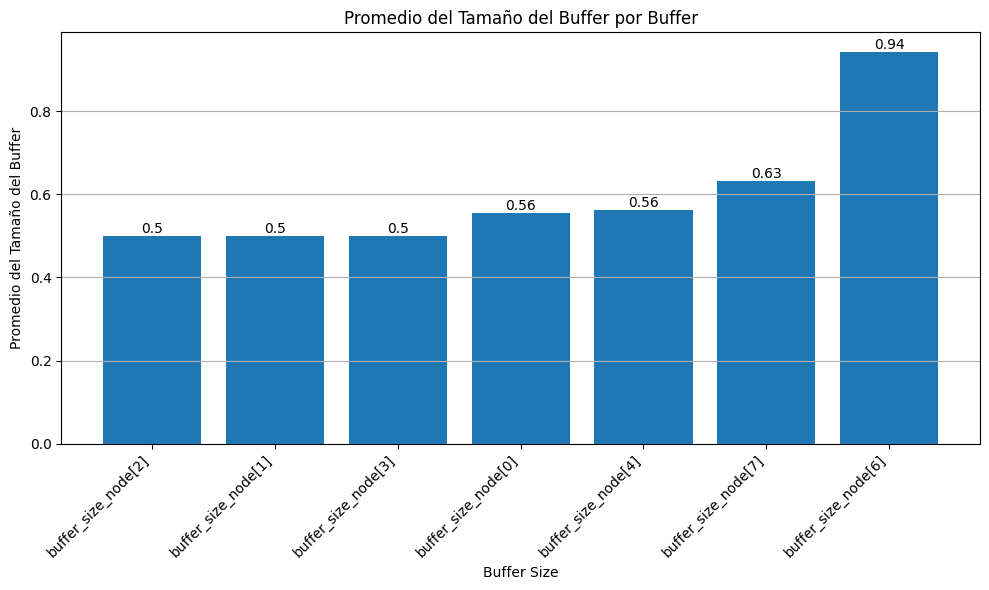 Promedio del Tamaño del Buffer por Buffer
Promedio del Tamaño del Buffer
0.8
0.6
0.4
0.2
0.0
0.5
0.5
0.5
0.56
0.56
0.63
0.94
buffer_size_node[2]
buffer_size_node[1]
buffer_size_node[3]
buffer_size_node[0]
buffer_size_node[4]
buffer_size_node[7]
buffer_size_node[6]
Buffer Size